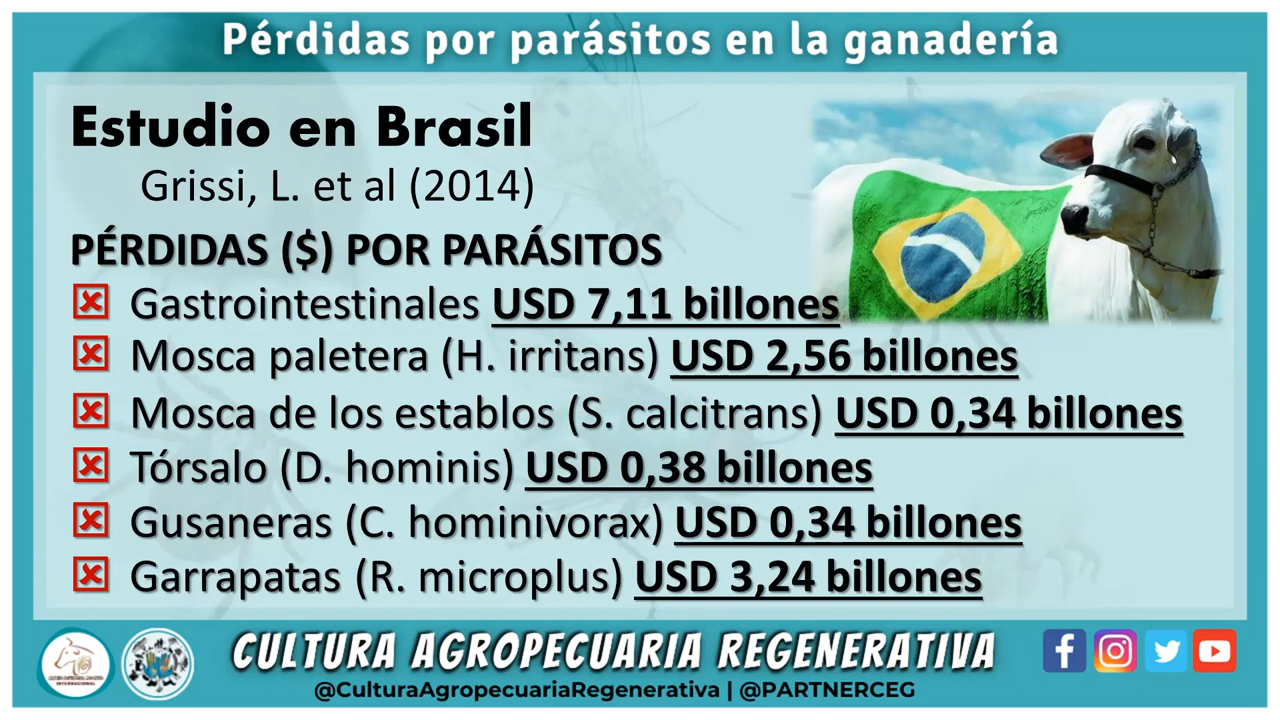 Pérdidas por parásitos en la ganadería
Estudio en Brasil
Grissi, L. et al (2014)
PÉRDIDAS ($) POR PARÁSITOS
Gastrointestinales USD 7,11 billones
Mosca paletera (H. irritans) USD 2,56 billones
Mosca de los establos (S. calcitrans) USD 0,34 billones
Tórsalo (D. hominis) USD 0,38 billones
Gusaneras (C. hominivorax) USD 0,34 billones
Garrapatas (R. microplus) USD 3,24 billones
CULTURA AGROPECUARIA REGENERATIVA
@CulturaAgropecuariaRegenerativa | @PARTNERCEG